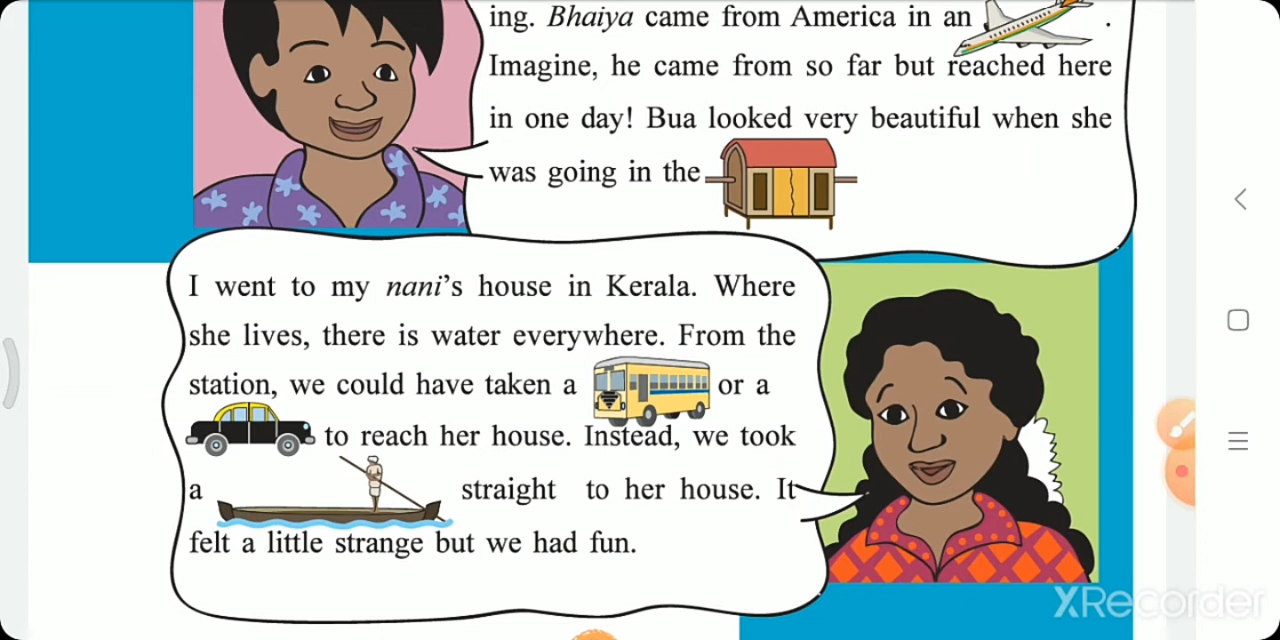 ing. Bhaiya came from America in an .
Imagine, he came from so far but reached here
in one day! Bua looked very beautiful when she
was going in the
I went to my nani's house in Kerala. Where
she lives, there is water everywhere. From the
station, we could have taken a or a
to reach her house. Instead, we took
a straight to her house. It
felt a little strange but we had fun.
XRecorder